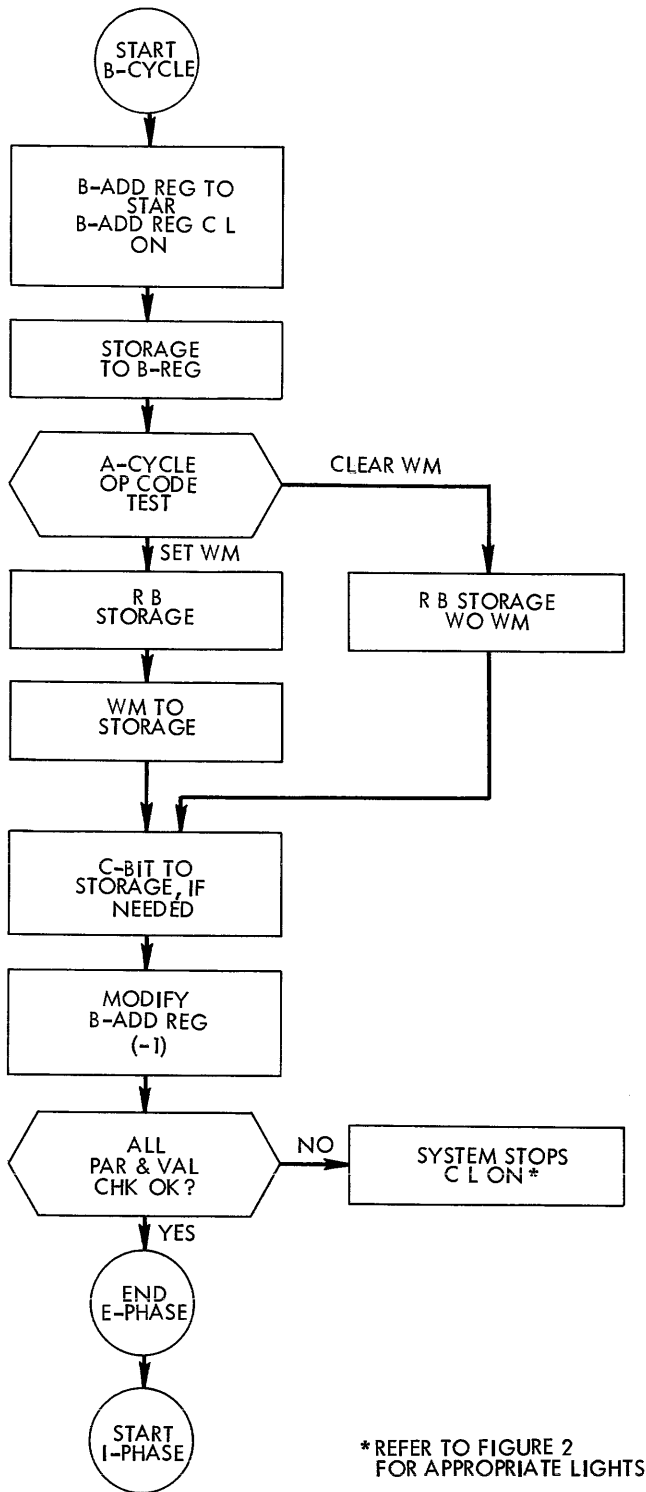 START
B-CYCLE
B-ADD REG TO
STAR
B-ADD REG C L
ON
STORAGE
TO B-REG
A-CYCLE
OP CODE
TEST
CLEAR WM
SET WM
R B
STORAGE
R B STORAGE
WO WM
WM TO
STORAGE
C-BIT TO
STORAGE, IF
NEEDED
MODIFY
B-ADD REG
(-1)
ALL
PAR & VAL
CHK OK?
NO
SYSTEM STOPS
C L ON*
YES
END
E-PHASE
START
I-PHASE
*REFER TO FIGURE 2
FOR APPROPRIATE LIGHTS